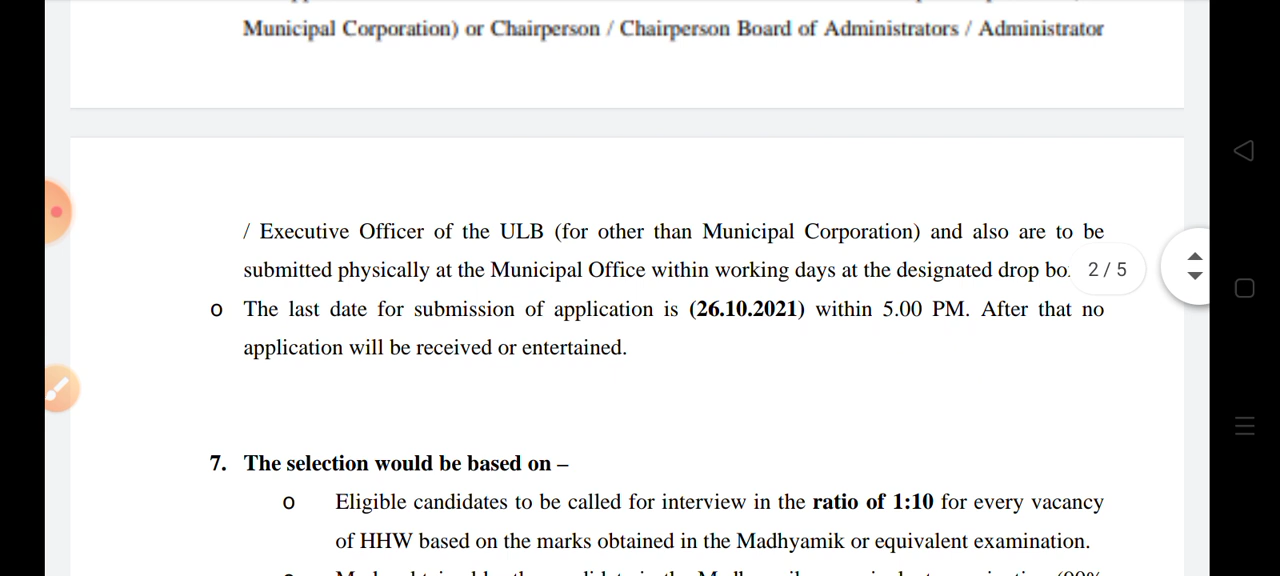 Municipal Corporation) or Chairperson / Chairperson Board of Administrators / Administrator
/ Executive Officer of the ULB (for other than Municipal Corporation) and also are to be
submitted physically at the Municipal Office within working days at the designated drop
2 / 5
o The last date for submission of application is (26.10.2021) within 5.00 PM. After that no
application will be received or entertained.
7. The selection would be based on –
o Eligible candidates to be called for interview in the ratio of 1:10 for every vacancy
of HHW based on the marks obtained in the Madhyamik or equivalent examination.